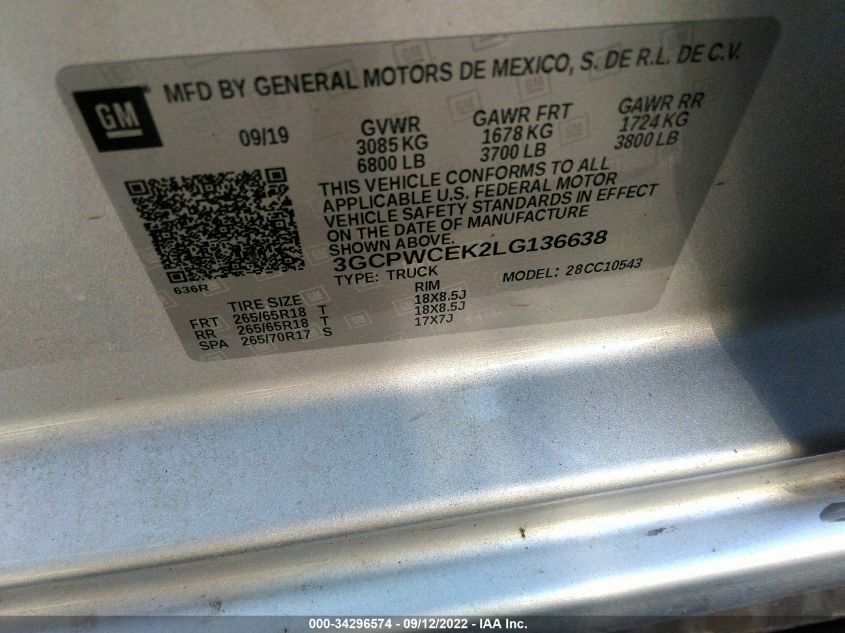 GM
MFD BY GENERAL MOTORS DE MEXICO, S. DE R.L. DE C.V.
09/19 GVWR GAWR FRT GAWR RR
3085 KG 1678 KG 1724 KG
6800 LB 3700 LB 3800 LB
THIS VEHICLE CONFORMS TO ALL
APPLICABLE U.S. FEDERAL MOTOR
VEHICLE SAFETY STANDARDS IN EFFECT
ON THE DATE OF MANUFACTURE
SHOWN ABOVE.
3GCPWCEK2LG136638
636R TYPE: TRUCK MODEL: 28CC10543
TIRE SIZE RIM
FRT 265/65R18 T 18X8.5J
RR 265/65R18 T 18X8.5J
SPA 265/70R17 S 17X7J
000-34296574 - 09/12/2022 - IAA Inc.